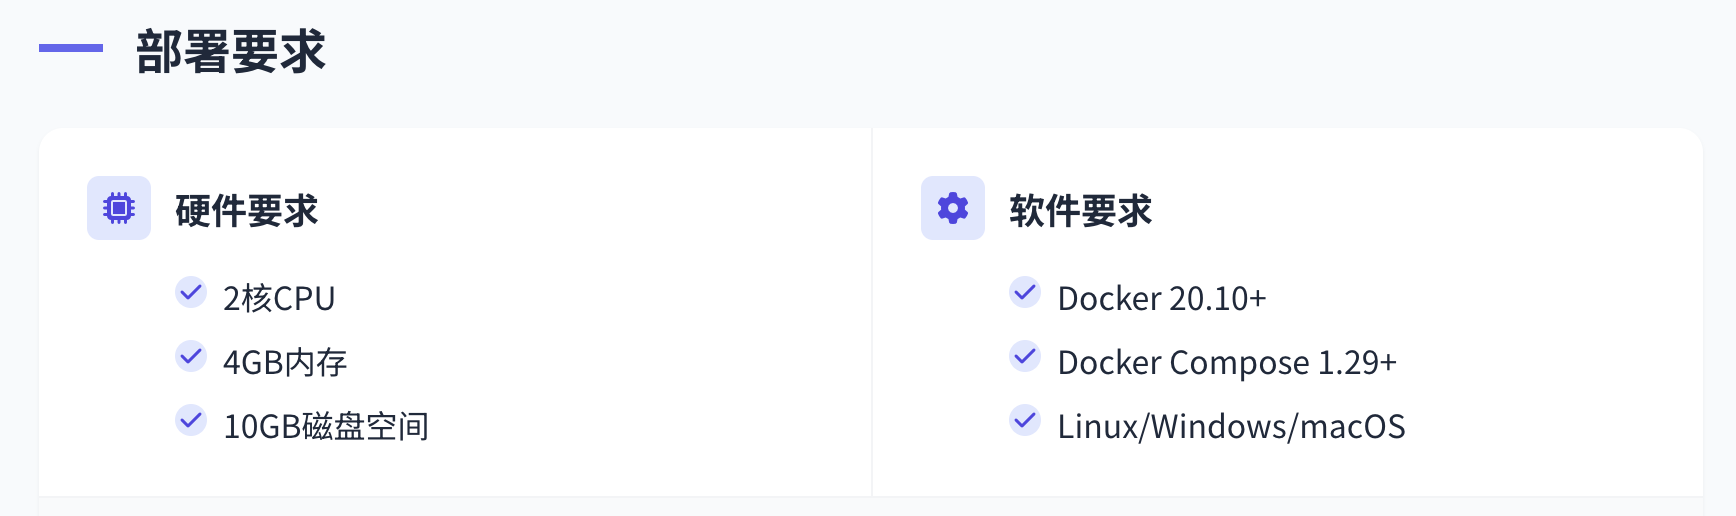 部署要求
硬件要求
2核CPU
4GB内存
10GB磁盘空间
软件要求
Docker 20.10+
Docker Compose 1.29+
Linux/Windows/macOS